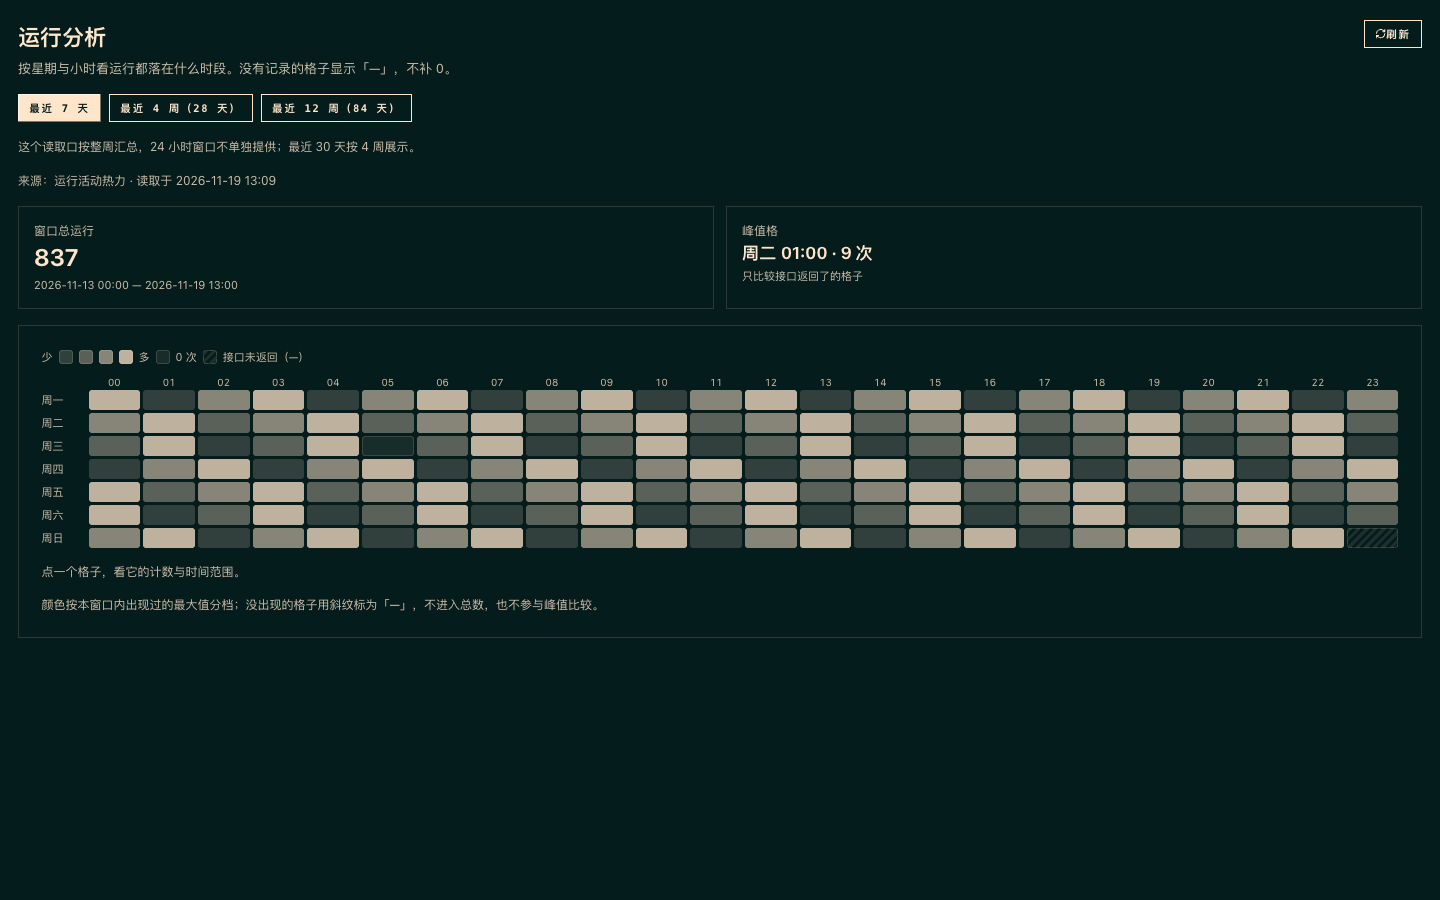 运行分析
刷新
按星期与小时看运行都落在什么时段。没有记录的格子显示「—」，不补 0。
最近 7 天
最近 4 周 (28 天)
最近 12 周 (84 天)
这个读取口按整周汇总，24 小时窗口不单独提供；最近 30 天按 4 周展示。
来源：运行活动热力 · 读取于 2026-11-19 13:09
窗口总运行
837
2026-11-13 00:00 — 2026-11-19 13:00
峰值格
周二 01:00 · 9 次
只比较接口返回了的格子
少 多 0 次 接口未返回（—）
00 01 02 03 04 05 06 07 08 09 10 11 12 13 14 15 16 17 18 19 20 21 22 23
周一
周二
周三
周四
周五
周六
周日
点一个格子，看它的计数与时间范围。
颜色按本窗口内出现过的最大值分档；没出现的格子用斜纹标为「—」，不进入总数，也不参与峰值比较。